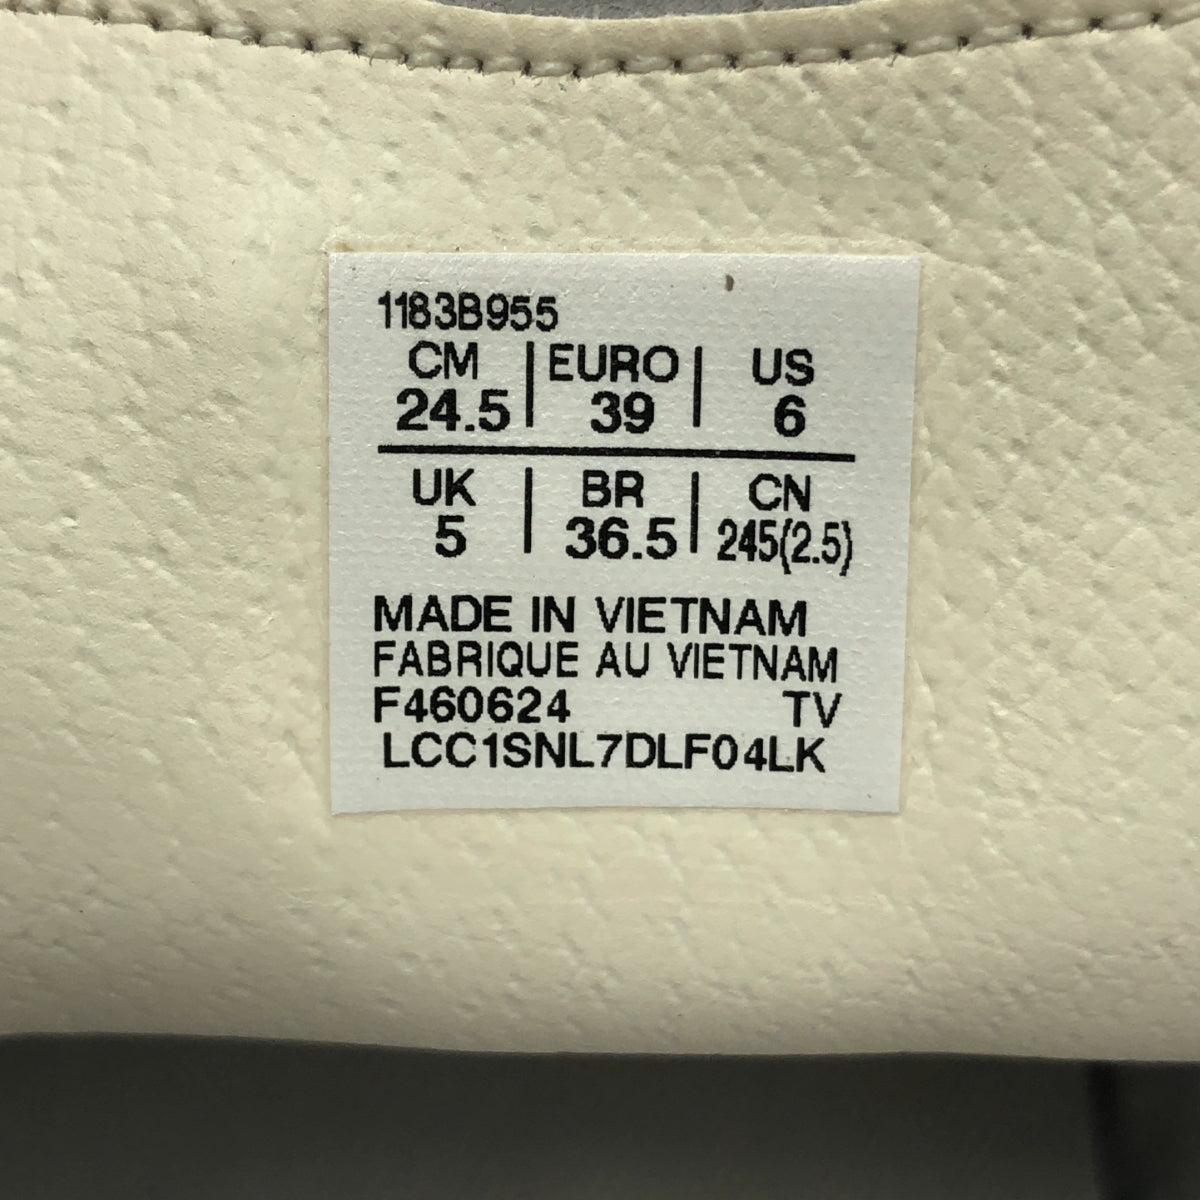 1183B955
CM | EURO | US
24.5 | 39 | 6
UK | BR | CN
5 | 36.5 | 245(2.5)
MADE IN VIETNAM
FABRIQUE AU VIETNAM
F460624 TV
LCC1SNL7DLF04LK